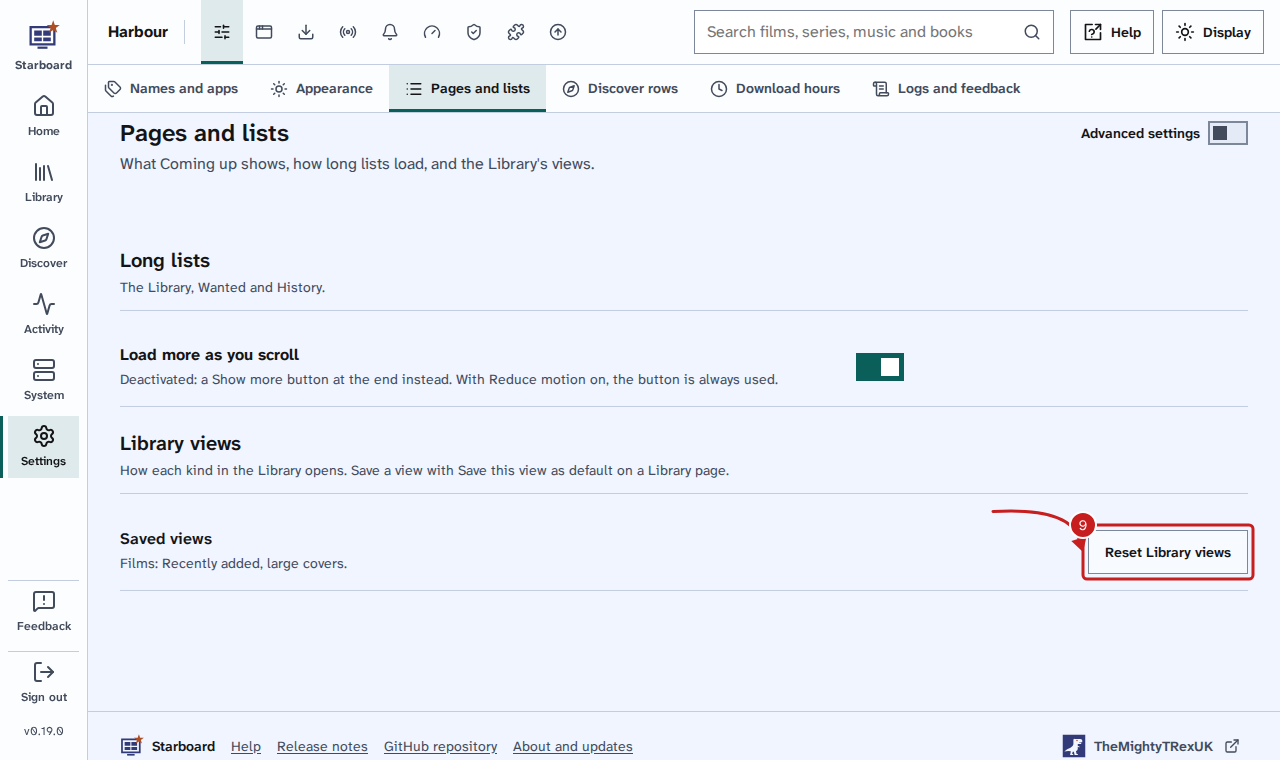 Starboard
Home
Library
Discover
Activity
System
Settings
Feedback
Sign out
v0.19.0
Harbour
Search films, series, music and books
Help
Display
Names and apps
Appearance
Pages and lists
Discover rows
Download hours
Logs and feedback
Pages and lists
Advanced settings
What Coming up shows, how long lists load, and the Library's views.
Long lists
The Library, Wanted and History.
Load more as you scroll
Deactivated: a Show more button at the end instead. With Reduce motion on, the button is always used.
Library views
How each kind in the Library opens. Save a view with Save this view as default on a Library page.
Saved views
Films: Recently added, large covers.
9
Reset Library views
Starboard
Help
Release notes
GitHub repository
About and updates
TheMightyTRexUK